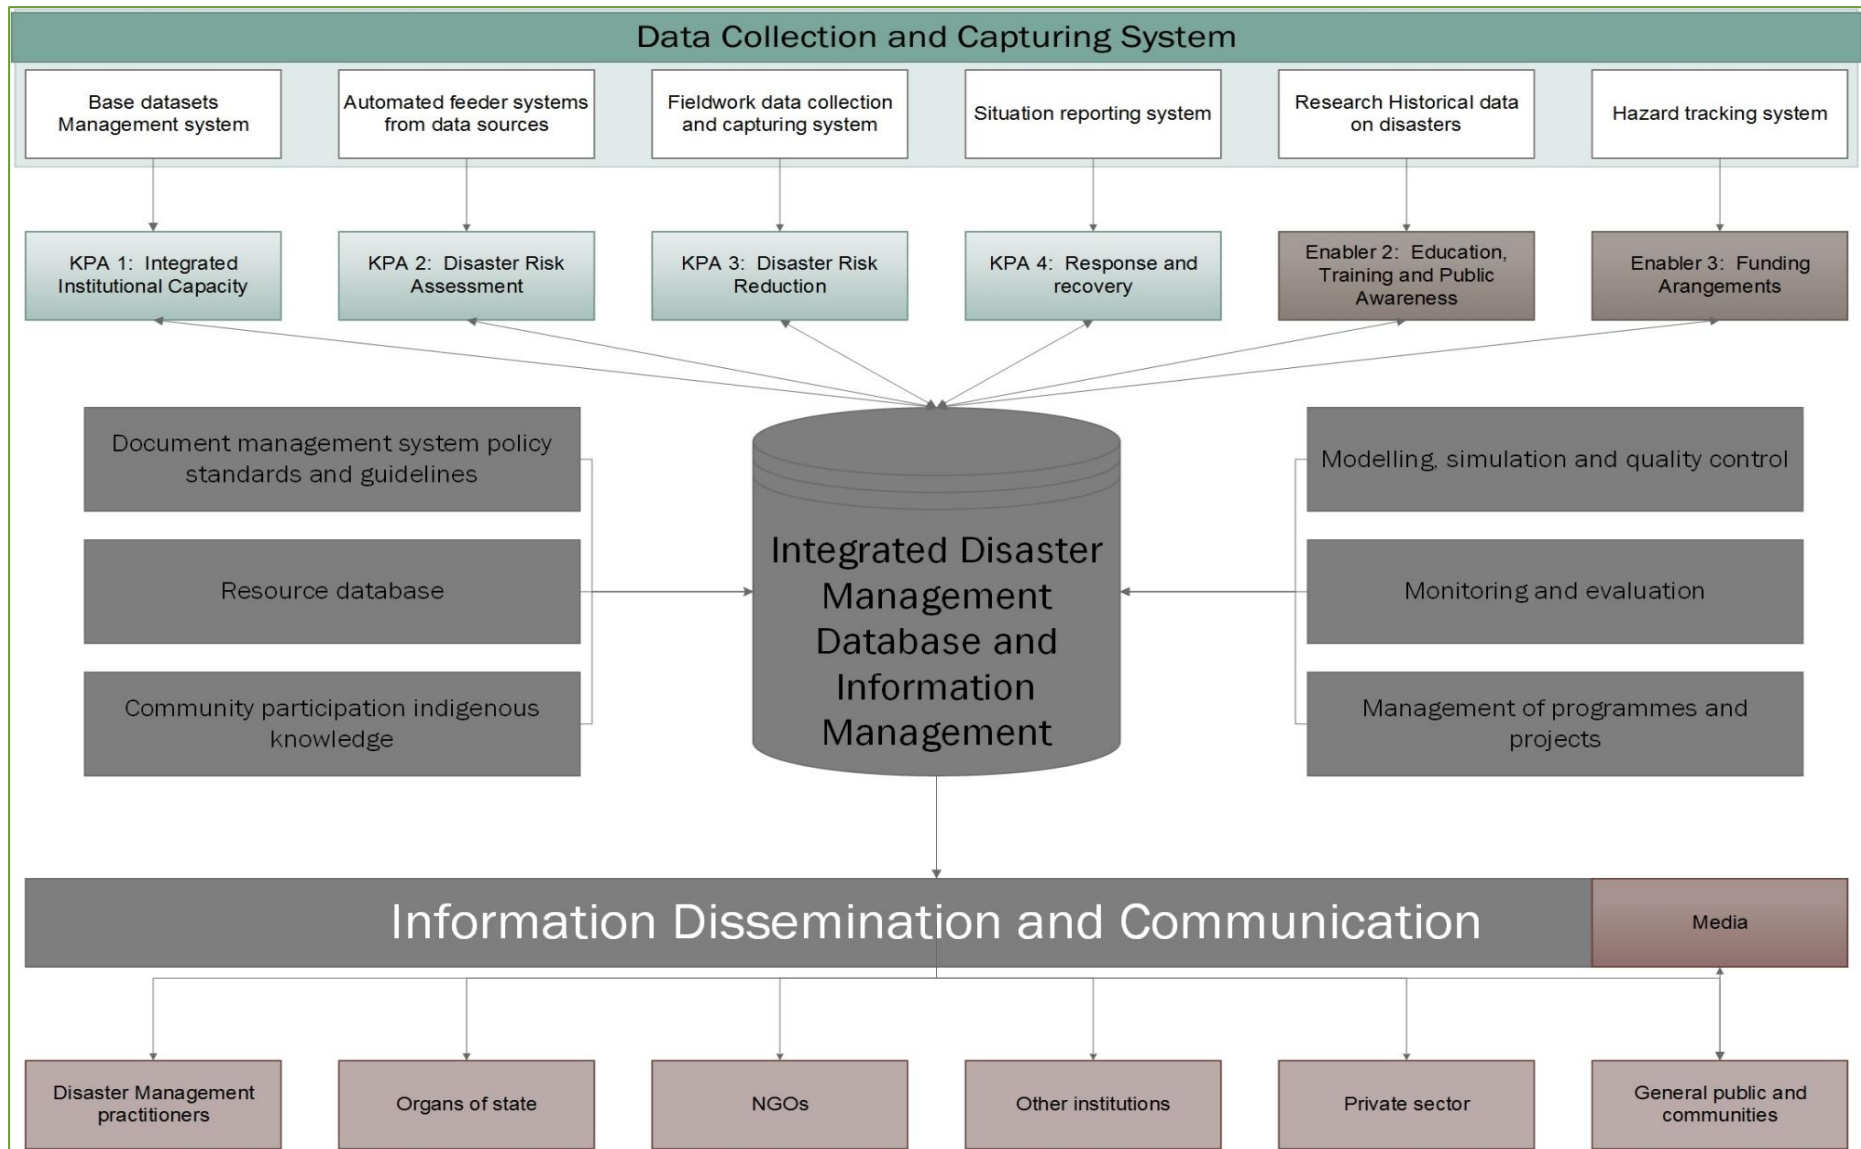 Data Collection and Capturing System
Base datasets
Management system
Automated feeder systems
from data sources
Fieldwork data collection
and capturing system
Situation reporting system
Research Historical data
on disasters
Hazard tracking system
KPA 1:  Integrated
Institutional Capacity
KPA 2:  Disaster Risk
Assessment
KPA 3:  Disaster Risk
Reduction
KPA 4:  Response and
recovery
Enabler 2:  Education,
Training and Public
Awareness
Enabler 3:  Funding
Arangements
Document management system policy
standards and guidelines
Resource database
Community participation indigenous
knowledge
Integrated Disaster
Management
Database and
Information
Management
Modelling, simulation and quality control
Monitoring and evaluation
Management of programmes and
projects
Information Dissemination and Communication
Media
Disaster Management
practitioners
Organs of state
NGOs
Other institutions
Private sector
General public and
communities